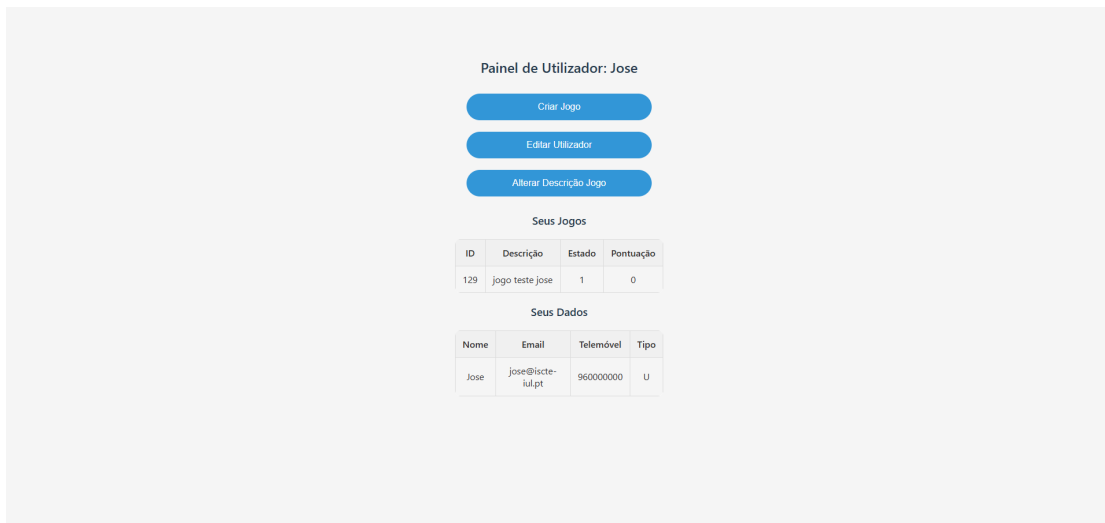 Painel de Utilizador: Jose
Criar Jogo
Editar Utilizador
Alterar Descrição Jogo
Seus Jogos
ID Descrição Estado Pontuação
129 jogo teste jose 1 0
Seus Dados
Nome Email Telemóvel Tipo
Jose jose@iscte-iul.pt 960000000 U